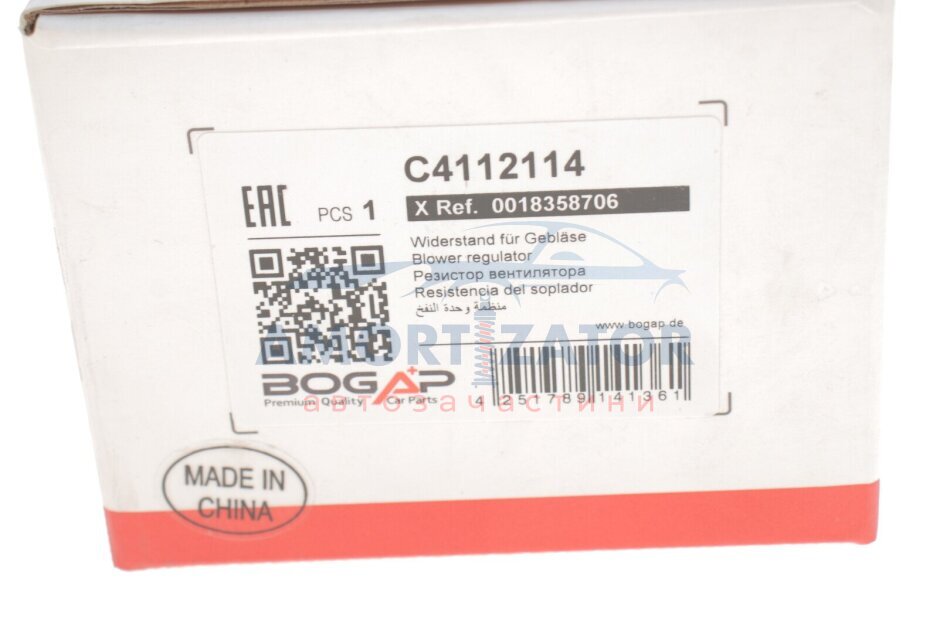 C4112114
EAC PCS 1
X Ref. 0018358706
Widerstand für Gebläse
Blower regulator
Резистор вентилятора
Resistencia del soplador
منظمة وحدة النفخ
www.bogap.de
AMORTIZATOR
BOGAP
Premium Quality Car Parts
4 251789 141361
автозапчастини
MADE IN
CHINA